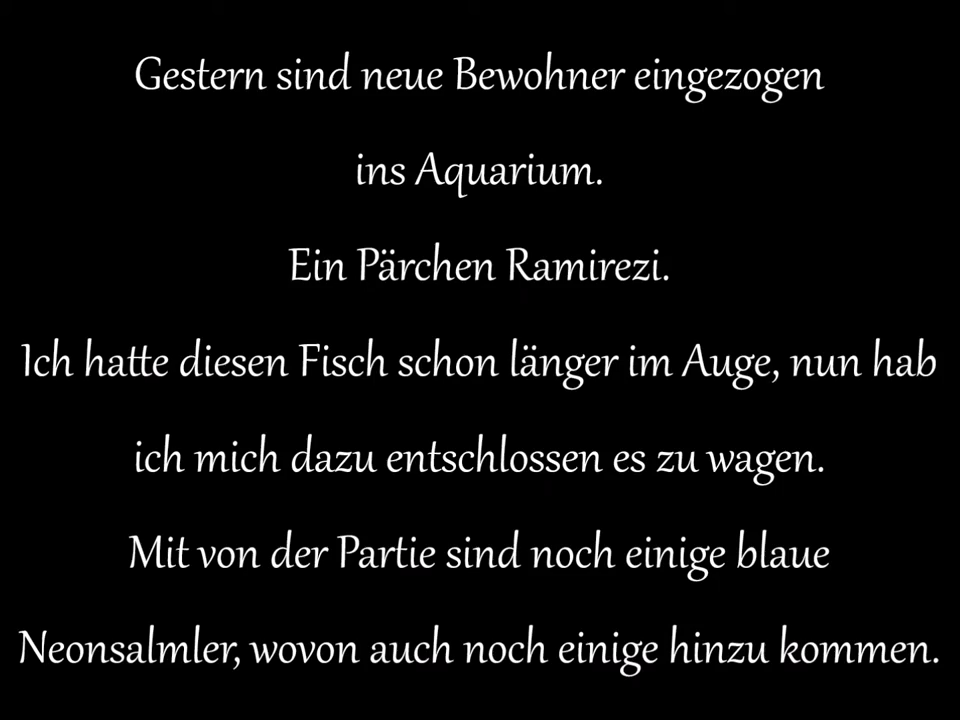 Gestern sind neue Bewohner eingezogen
ins Aquarium.
Ein Pärchen Ramirezi.
Ich hatte diesen Fisch schon länger im Auge, nun hab
ich mich dazu entschlossen es zu wagen.
Mit von der Partie sind noch einige blaue
Neonsalmler, wovon auch noch einige hinzu kommen.